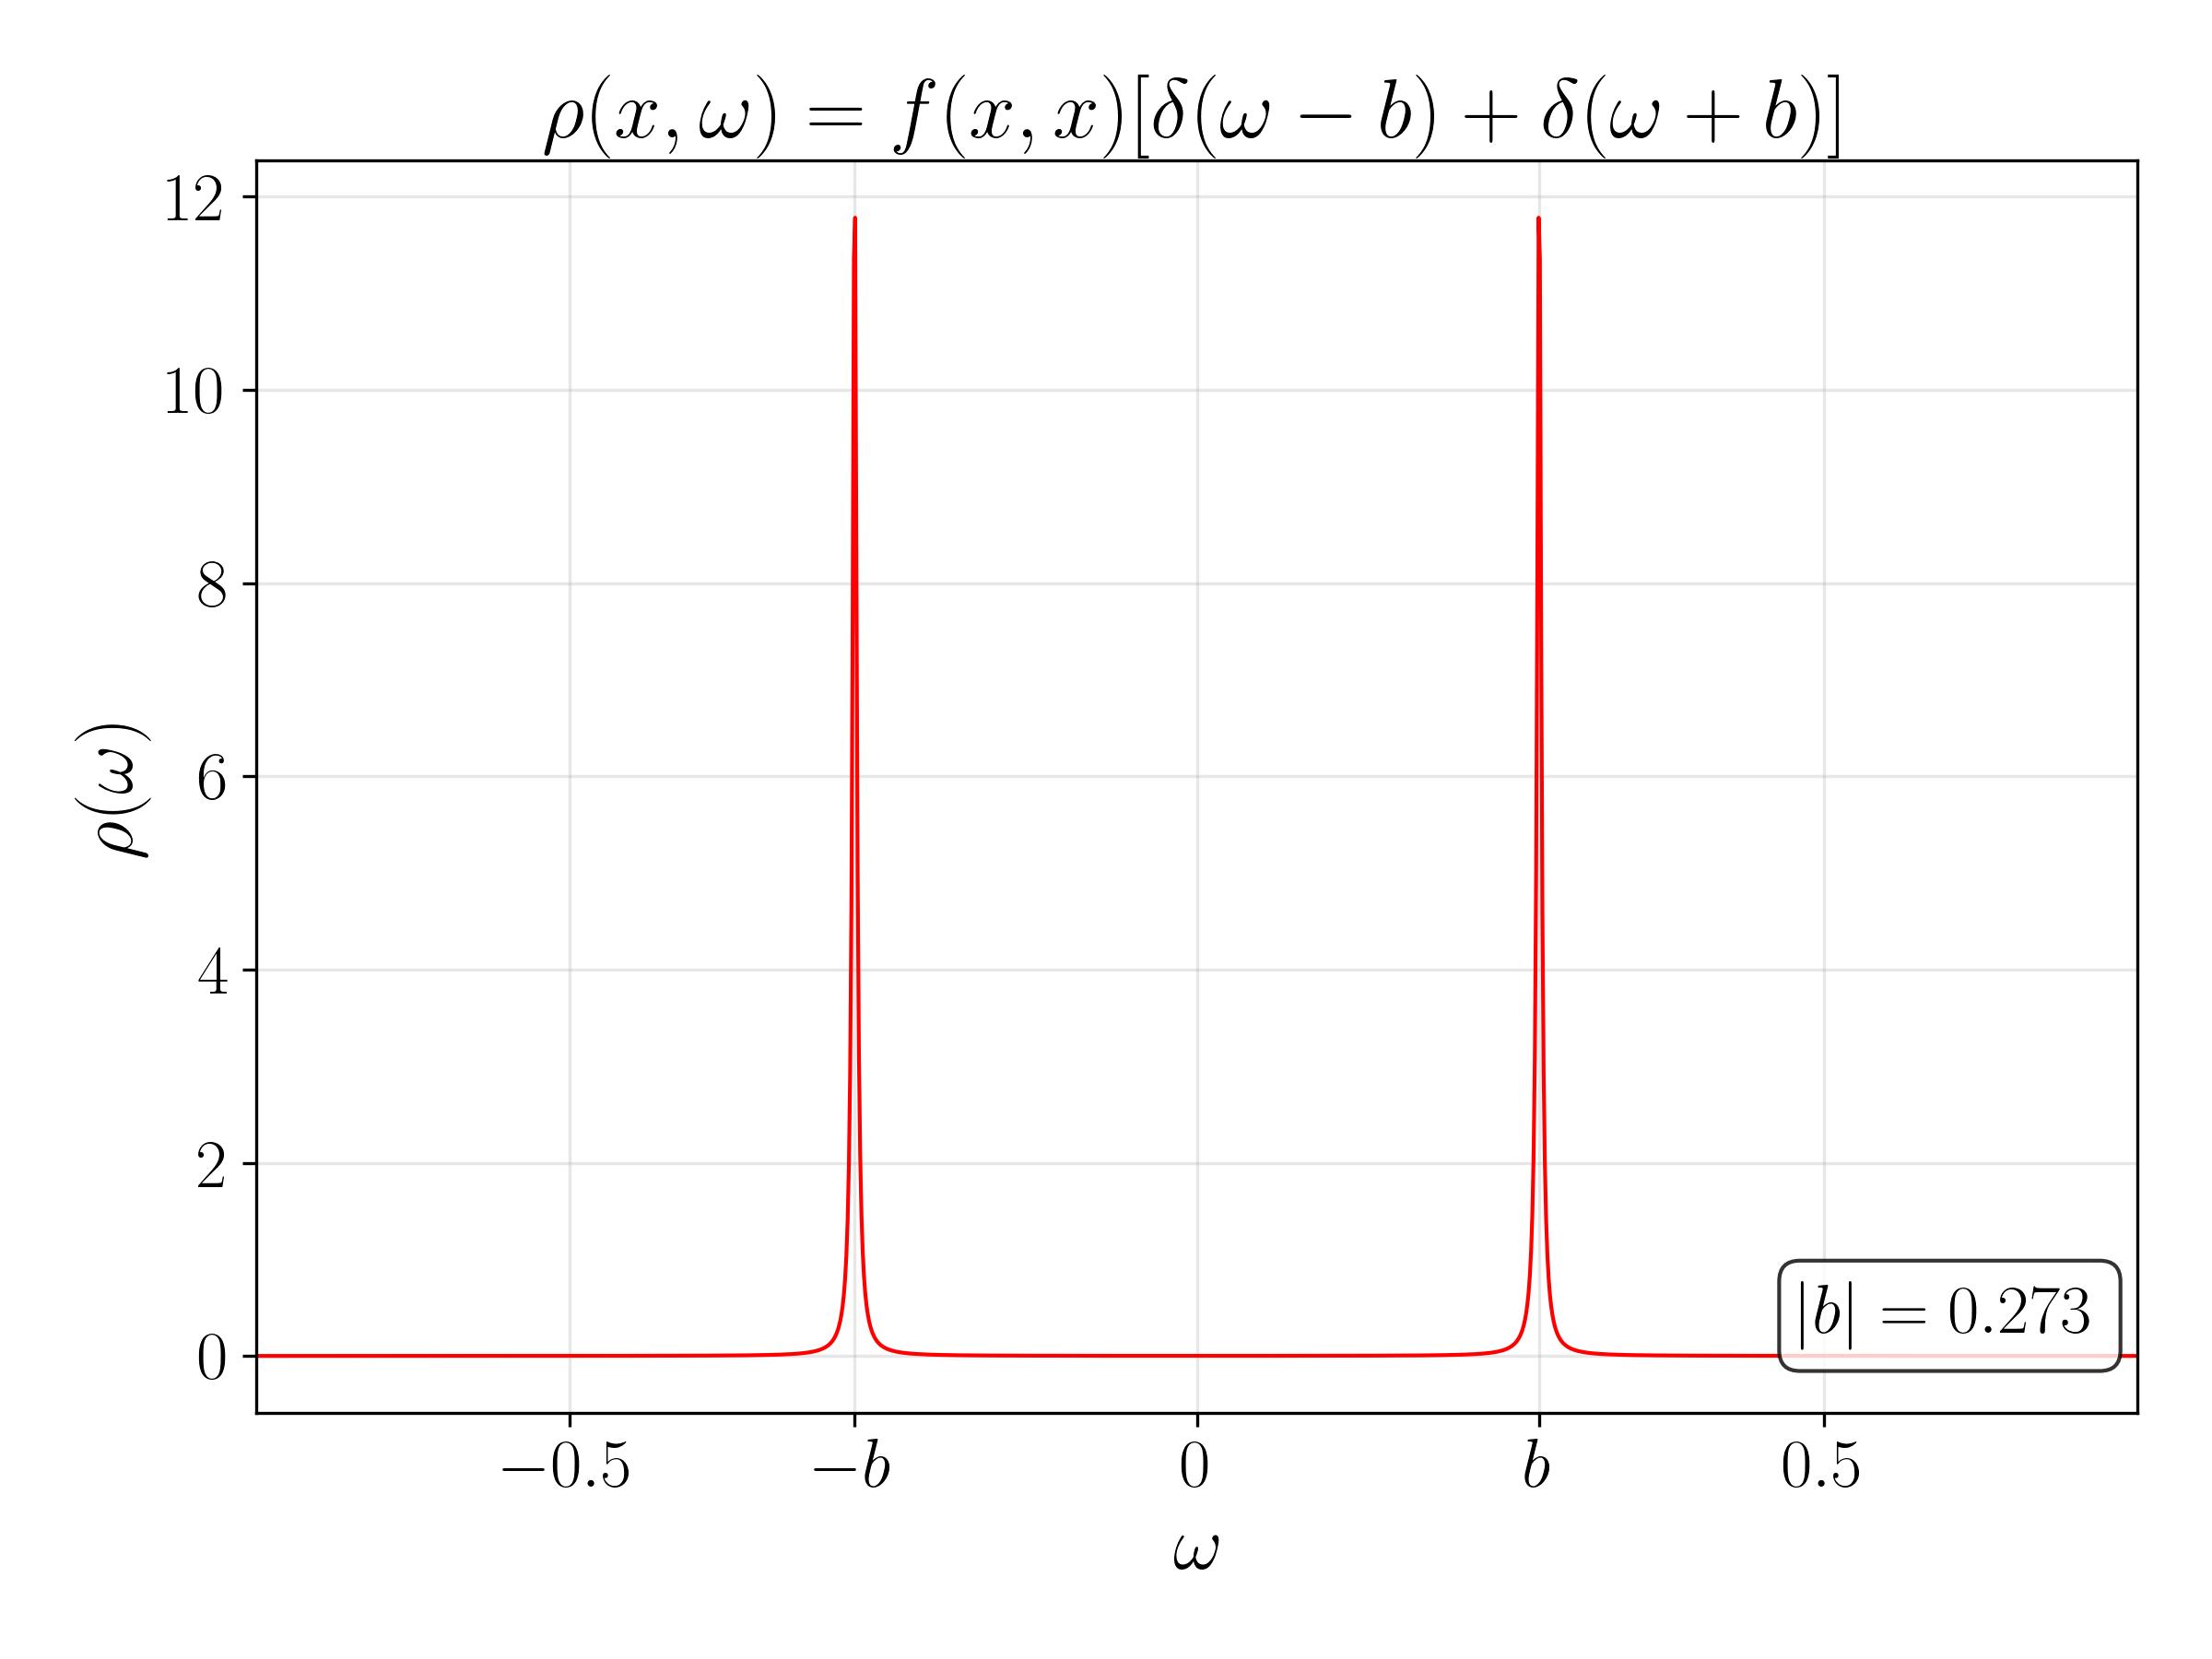 ρ(x, ω) = f(x, x)[δ(ω − b) + δ(ω + b)]
12
10
8
6
4
2
0
ρ(ω)
|b| = 0.273
−0.5
−b
0
b
0.5
ω